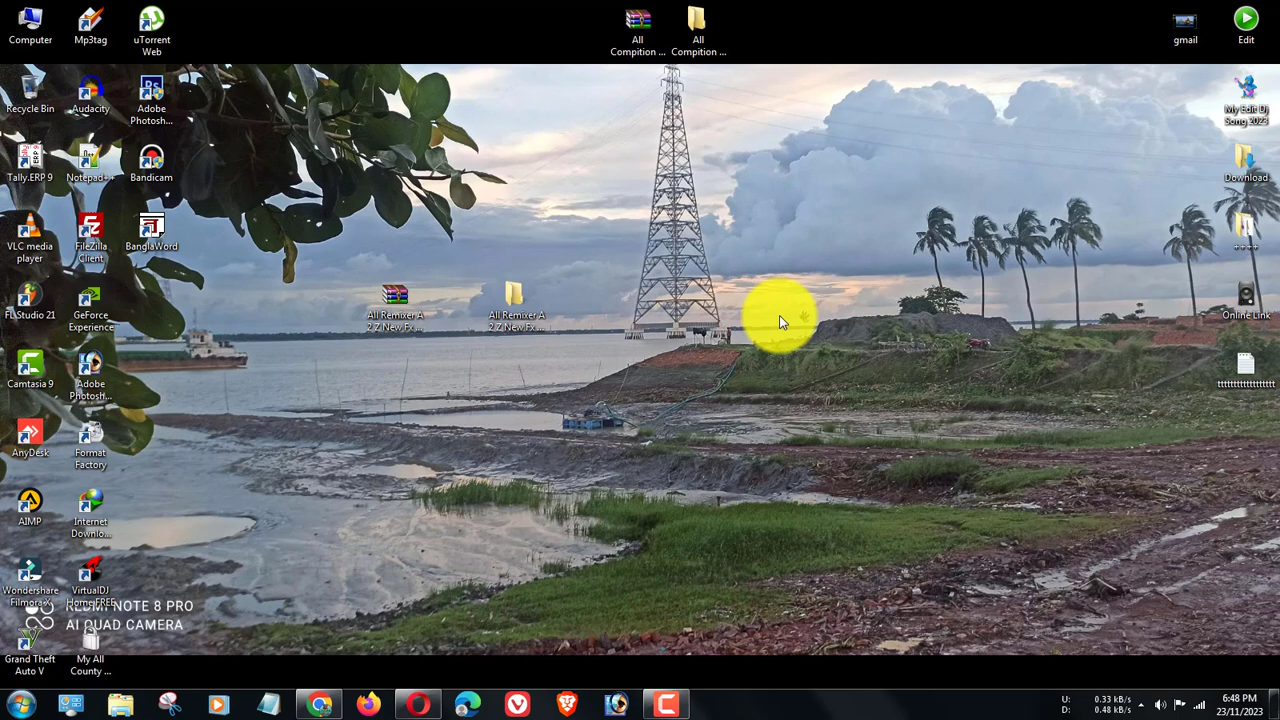 Computer
Mp3tag
uTorrent
Web
All
Compition ...
All
Compition ...
gmail
Edit
Recycle Bin
Audacity
Adobe
Photosh...
My Edit Dj
Song 2023
Tally.ERP 9
Notepad++
Bandicam
Download
VLC media
player
FileZilla
Client
BanglaWord
++++
FL Studio 21
GeForce
Experience
All Remixer A
2 Z New Fx ...
All Remixer A
2 Z New Fx ...
Online Link
Camtasia 9
Adobe
Photosh...
tttttttttttttttt
AnyDesk
Format
Factory
AIMP
Internet
Downlo...
Wondershare
Filmora X
VirtualDJ
Home FREE
REDMI NOTE 8 PRO
AI QUAD CAMERA
Grand Theft
Auto V
My All
County ...
U: 0.33 kB/s
D: 0.48 kB/s
6:48 PM
23/11/2023